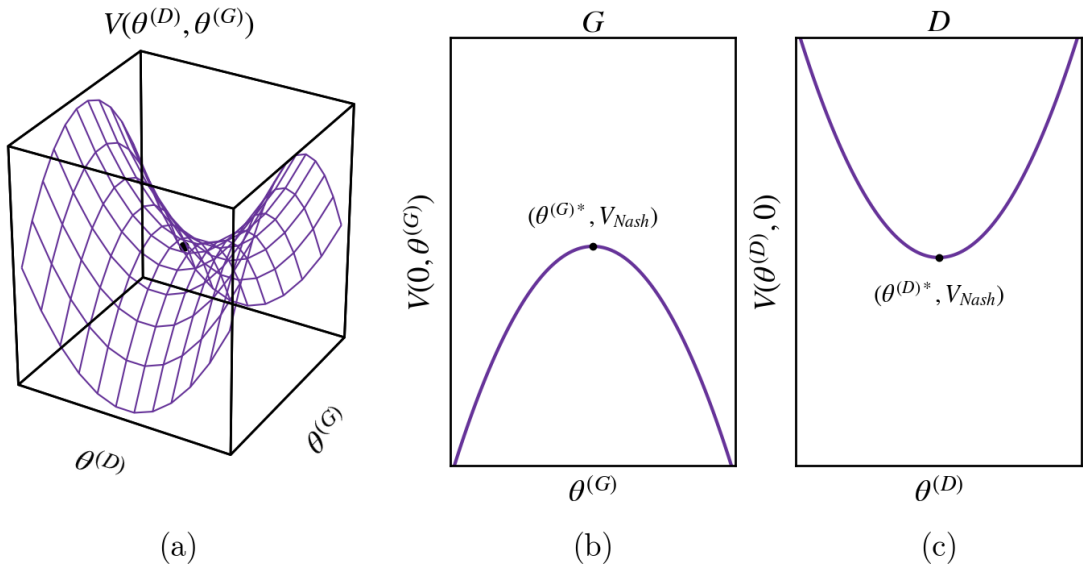 V(θ^(D), θ^(G))
θ^(D)
θ^(G)
(a)
G
V(0, θ^(G))
(θ^(G)*, V_Nash)
θ^(G)
(b)
D
V(θ^(D), 0)
(θ^(D)*, V_Nash)
θ^(D)
(c)